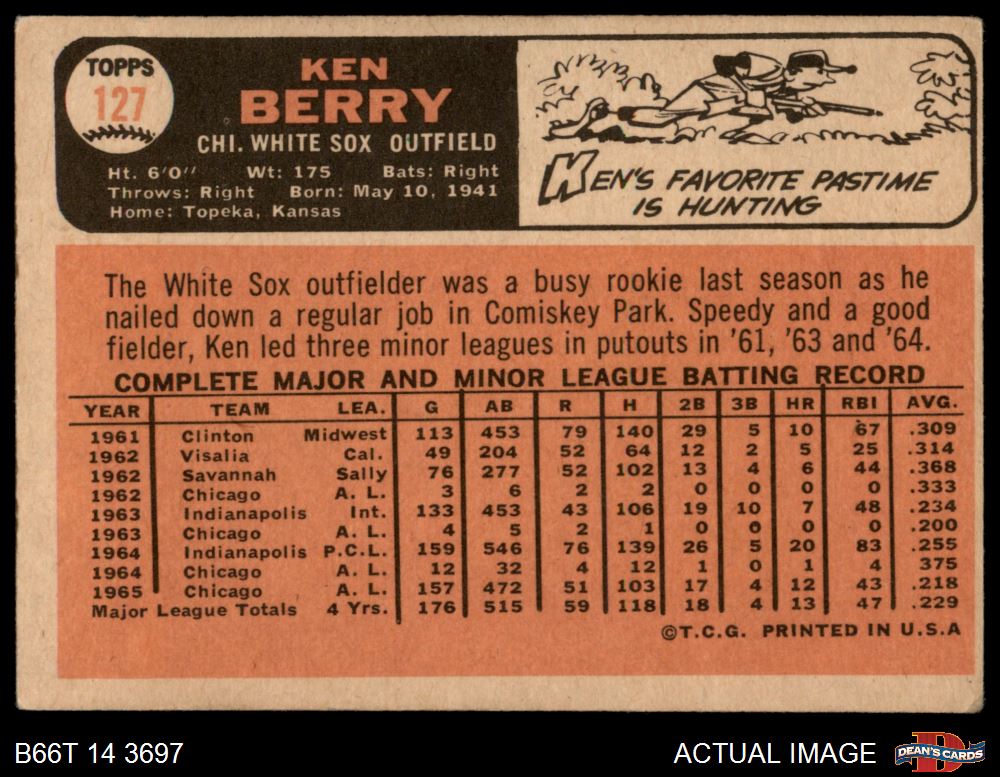 TOPPS
127
KEN
BERRY
CHI. WHITE SOX OUTFIELD
Ht. 6'0" Wt: 175 Bats: Right
Throws: Right Born: May 10, 1941
Home: Topeka, Kansas
KEN'S FAVORITE PASTIME
IS HUNTING
The White Sox outfielder was a busy rookie last season as he
nailed down a regular job in Comiskey Park. Speedy and a good
fielder, Ken led three minor leagues in putouts in '61, '63 and '64.
COMPLETE MAJOR AND MINOR LEAGUE BATTING RECORD
YEAR TEAM LEA. G AB R H 2B 3B HR RBI AVG.
1961 Clinton Midwest 113 453 79 140 29 5 10 67 .309
1962 Visalia Cal. 49 204 52 64 12 2 5 25 .314
1962 Savannah Sally 76 277 52 102 13 4 6 44 .368
1962 Chicago A. L. 3 6 2 2 0 0 0 0 .333
1963 Indianapolis Int. 133 453 43 106 19 10 7 48 .234
1963 Chicago A. L. 4 5 2 1 0 0 0 0 .200
1964 Indianapolis P.C.L. 159 546 76 139 26 5 20 83 .255
1964 Chicago A. L. 12 32 4 12 1 0 1 4 .375
1965 Chicago A. L. 157 472 51 103 17 4 12 43 .218
Major League Totals 4 Yrs. 176 515 59 118 18 4 13 47 .229
©T.C.G. PRINTED IN U.S.A
B66T 14 3697
ACTUAL IMAGE
D
DEAN'S CARDS